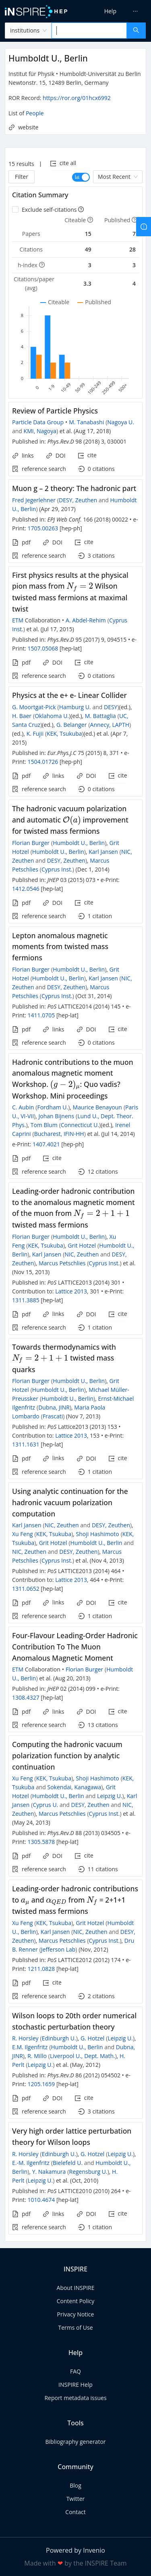 iNSPIRE HEP
Help
institutions
Humboldt U., Berlin
Institut für Physik • Humboldt-Universität zu Berlin
Newtonstr. 15, 12489 Berlin, Germany
ROR Record: https://ror.org/01hcx6992
List of People
website
15 results
cite all
Filter
Most Recent
Citation Summary
Exclude self-citations
Citeable
Published
Papers 15 7
Citations 49 28
h-index 3 3
Citations/paper (avg) 3.3 4
Citeable
Published
8
6
4
2
0
0
1–9
10–49
50–99
100–249
250–499
500+
Review of Particle Physics
Particle Data Group • M. Tanabashi (Nagoya U.
and KMI, Nagoya) et al. (Aug 17, 2018)
Published in: Phys.Rev.D 98 (2018) 3, 030001
links
DOI
cite
reference search
0 citations
Muon g – 2 theory: The hadronic part
Fred Jegerlehner (DESY, Zeuthen and Humboldt
U., Berlin) (Apr 29, 2017)
Published in: EPJ Web Conf. 166 (2018) 00022 • e-
Print: 1705.00263 [hep-ph]
pdf
DOI
cite
reference search
3 citations
First physics results at the physical
pion mass from N_f = 2 Wilson
twisted mass fermions at maximal
twist
ETM Collaboration • A. Abdel-Rehim (Cyprus
Inst.) et al. (Jul 17, 2015)
Published in: Phys.Rev.D 95 (2017) 9, 094515 • e-
Print: 1507.05068 [hep-lat]
pdf
DOI
cite
reference search
0 citations
Physics at the e+ e- Linear Collider
G. Moortgat-Pick (Hamburg U. and DESY)(ed.),
H. Baer (Oklahoma U.)(ed.), M. Battaglia (UC,
Santa Cruz)(ed.), G. Belanger (Annecy, LAPTH)
(ed.), K. Fujii (KEK, Tsukuba)(ed.) et al. (Apr 7,
2015)
Published in: Eur.Phys.J.C 75 (2015) 8, 371 • e-
Print: 1504.01726 [hep-ph]
pdf
links
DOI
cite
reference search
0 citations
The hadronic vacuum polarization
and automatic O(a) improvement
for twisted mass fermions
Florian Burger (Humboldt U., Berlin), Grit
Hotzel (Humboldt U., Berlin), Karl Jansen (NIC,
Zeuthen and DESY, Zeuthen), Marcus
Petschlies (Cyprus Inst.) (Dec 1, 2014)
Published in: JHEP 03 (2015) 073 • e-Print:
1412.0546 [hep-lat]
pdf
DOI
cite
reference search
1 citation
Lepton anomalous magnetic
moments from twisted mass
fermions
Florian Burger (Humboldt U., Berlin), Grit
Hotzel (Humboldt U., Berlin), Karl Jansen (NIC,
Zeuthen and DESY, Zeuthen), Marcus
Petschlies (Cyprus Inst.) (Oct 31, 2014)
Published in: PoS LATTICE2014 (2014) 145 • e-
Print: 1411.0705 [hep-lat]
pdf
links
DOI
cite
reference search
0 citations
Hadronic contributions to the muon
anomalous magnetic moment
Workshop. (g − 2)_μ: Quo vadis?
Workshop. Mini proceedings
C. Aubin (Fordham U.), Maurice Benayoun (Paris
U., VI-VII), Johan Bijnens (Lund U., Dept. Theor.
Phys.), Tom Blum (Connecticut U.)(ed.), Irenel
Caprini (Bucharest, IFIN-HH) et al. (Jul 14, 2014)
e-Print: 1407.4021 [hep-ph]
pdf
cite
reference search
12 citations
Leading-order hadronic contributions
to the anomalous magnetic moment
of the muon from N_f = 2 + 1 + 1
twisted mass fermions
Florian Burger (Humboldt U., Berlin), Xu
Feng (KEK, Tsukuba), Grit Hotzel (Humboldt U.,
Berlin), Karl Jansen (NIC, Zeuthen and DESY,
Zeuthen), Marcus Petschlies (Cyprus Inst.) et al.
(Nov 15, 2013)
Published in: PoS LATTICE2013 (2014) 301 •
Contribution to: Lattice 2013, 301 • e-Print:
1311.3885 [hep-lat]
pdf
links
DOI
cite
reference search
1 citation
Towards thermodynamics with
N_f = 2 + 1 + 1 twisted mass
quarks
Florian Burger (Humboldt U., Berlin), Grit
Hotzel (Humboldt U., Berlin), Michael Müller-
Preussker (Humboldt U., Berlin), Ernst-Michael
Ilgenfritz (Dubna, JINR), Maria Paola
Lombardo (Frascati) (Nov 7, 2013)
Published in: PoS Lattice2013 (2013) 153 •
Contribution to: Lattice 2013, 153 • e-Print:
1311.1631 [hep-lat]
pdf
links
DOI
cite
reference search
1 citation
Using analytic continuation for the
hadronic vacuum polarization
computation
Karl Jansen (NIC, Zeuthen and DESY, Zeuthen),
Xu Feng (KEK, Tsukuba), Shoji Hashimoto (KEK,
Tsukuba), Grit Hotzel (Humboldt U., Berlin and
NIC, Zeuthen and DESY, Zeuthen), Marcus
Petschlies (Cyprus Inst.) et al. (Nov 4, 2013)
Published in: PoS LATTICE2013 (2014) 464 •
Contribution to: Lattice 2013, 464 • e-Print:
1311.0652 [hep-lat]
pdf
links
DOI
cite
reference search
1 citation
Four-Flavour Leading-Order Hadronic
Contribution To The Muon
Anomalous Magnetic Moment
ETM Collaboration • Florian Burger (Humboldt
U., Berlin) et al. (Aug 20, 2013)
Published in: JHEP 02 (2014) 099 • e-Print:
1308.4327 [hep-lat]
pdf
links
DOI
cite
reference search
13 citations
Computing the hadronic vacuum
polarization function by analytic
continuation
Xu Feng (KEK, Tsukuba), Shoji Hashimoto (KEK,
Tsukuba and Sokendai, Kanagawa), Grit
Hotzel (Humboldt U., Berlin and Leipzig U.), Karl
Jansen (Cyprus U. and DESY, Zeuthen and NIC,
Zeuthen), Marcus Petschlies (Cyprus Inst.) et al.
(May 24, 2013)
Published in: Phys.Rev.D 88 (2013) 034505 • e-
Print: 1305.5878 [hep-lat]
pdf
DOI
cite
reference search
11 citations
Leading-order hadronic contributions
to a_μ and α_QED from N_f = 2+1+1
twisted mass fermions
Xu Feng (KEK, Tsukuba), Grit Hotzel (Humboldt
U., Berlin), Karl Jansen (NIC, Zeuthen and DESY,
Zeuthen), Marcus Petschlies (Cyprus Inst.), Dru
B. Renner (Jefferson Lab) (Nov 2012)
Published in: PoS LATTICE2012 (2012) 174 • e-
Print: 1211.0828 [hep-lat]
pdf
cite
reference search
2 citations
Wilson loops to 20th order numerical
stochastic perturbation theory
R. Horsley (Edinburgh U.), G. Hotzel (Leipzig U.),
E.M. Ilgenfritz (Humboldt U., Berlin and Dubna,
JINR), R. Millo (Liverpool U., Dept. Math.), H.
Perlt (Leipzig U.) et al. (May, 2012)
Published in: Phys.Rev.D 86 (2012) 054502 • e-
Print: 1205.1659 [hep-lat]
pdf
DOI
cite
reference search
3 citations
Very high lattice perturbation
theory for Wilson loops
R. Horsley (Edinburgh U.), G. Hotzel (Leipzig U.),
E.-M. Ilgenfritz (Bielefeld U. and Humboldt U.,
Berlin), Y. Nakamura (Regensburg U.), H.
Perlt (Leipzig U.) et al. (Oct, 2010)
Published in: PoS LATTICE2010 (2010) 264 • e-
Print: 1010.4674 [hep-lat]
pdf
links
DOI
cite
reference search
1 citation
INSPIRE
About INSPIRE
Content Policy
Privacy Notice
Terms of Use
Help
FAQ
INSPIRE Help
Report metadata issues
Tools
Bibliography generator
Community
Blog
Twitter
Contact
Powered by Invenio
Made with ❤ by the INSPIRE Team